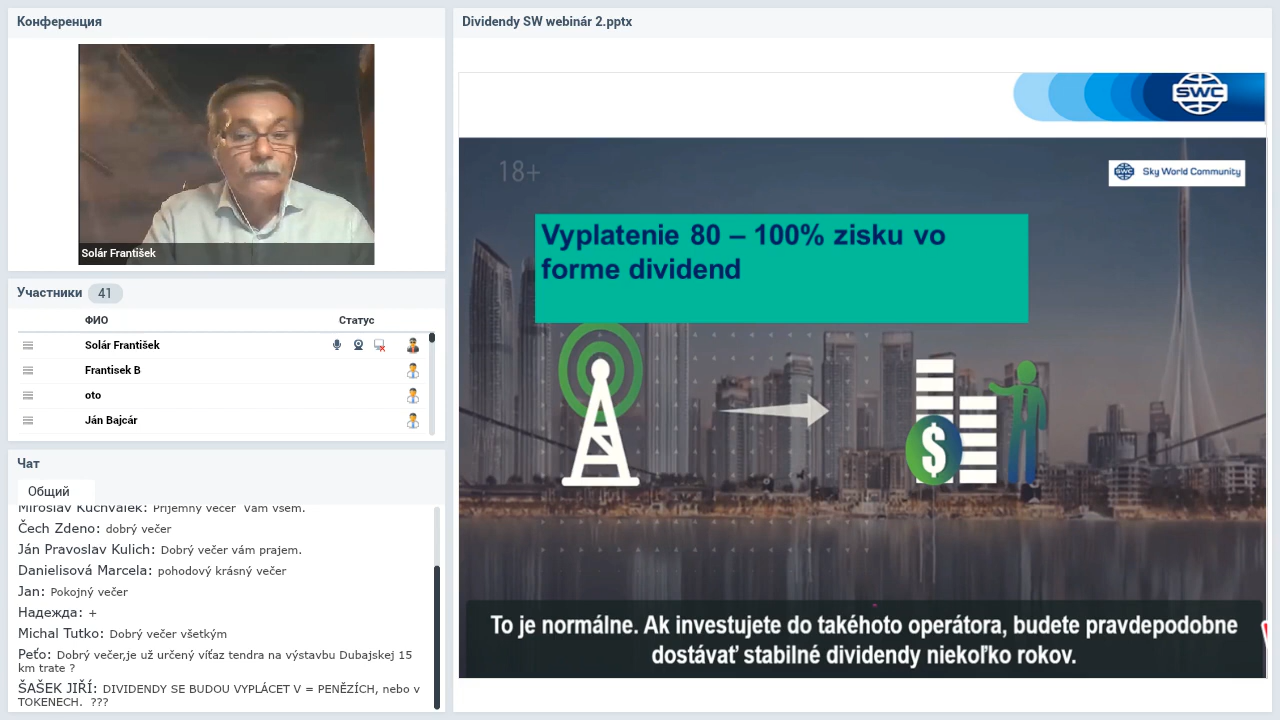 Конференция
Solár František
Участники 41
ФИО Статус
Solár František
Frantisek B
oto
Ján Bajcár
Чат
Общий
Miroslav Kuchválek: Príjemný večer Vám všem.
Čech Zdeno: dobrý večer
Ján Pravoslav Kulich: Dobrý večer vám prajem.
Danielisová Marcela: pohodový krásný večer
Jan: Pokojný večer
Надежда: +
Michal Tutko: Dobrý večer všetkým
Peťo: Dobrý večer,je už určený víťaz tendra na výstavbu Dubajskej 15
km trate ?
ŠAŠEK JIŘÍ: DIVIDENDY SE BUDOU VYPLÁCET V = PENĚZÍCH, nebo v
TOKENECH. ???
Dividendy SW webinár 2.pptx
SWC
18+
SWC Sky World Community
Vyplatenie 80 – 100% zisku vo
forme dividend
$
To je normálne. Ak investujete do takéhoto operátora, budete pravdepodobne
dostávať stabilné dividendy niekoľko rokov.